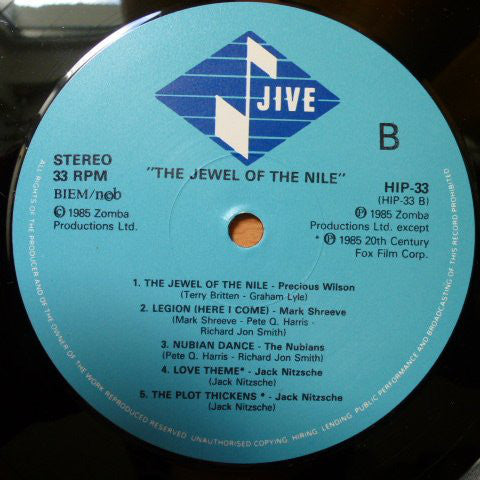 JIVE
B
STEREO
33 RPM
BIEM/ncb
© 1985 Zomba
Productions Ltd.
"THE JEWEL OF THE NILE"
HIP-33
(HIP-33 B)
℗ 1985 Zomba
Productions Ltd. except
* ℗ 1985 20th Century
Fox Film Corp.
1. THE JEWEL OF THE NILE - Precious Wilson
(Terry Britten - Graham Lyle)
2. LEGION (HERE I COME) - Mark Shreeve
(Mark Shreeve - Pete Q. Harris -
Richard Jon Smith)
3. NUBIAN DANCE - The Nubians
(Pete Q. Harris - Richard Jon Smith)
4. LOVE THEME* - Jack Nitzsche
(Jack Nitzsche)
5. THE PLOT THICKENS * - Jack Nitzsche
(Jack Nitzsche)
ALL RIGHTS OF THE PRODUCER AND OF THE OWNER OF THE WORK REPRODUCED RESERVED. UNAUTHORISED COPYING, HIRING, LENDING, PUBLIC PERFORMANCE AND BROADCASTING OF THIS RECORD PROHIBITED